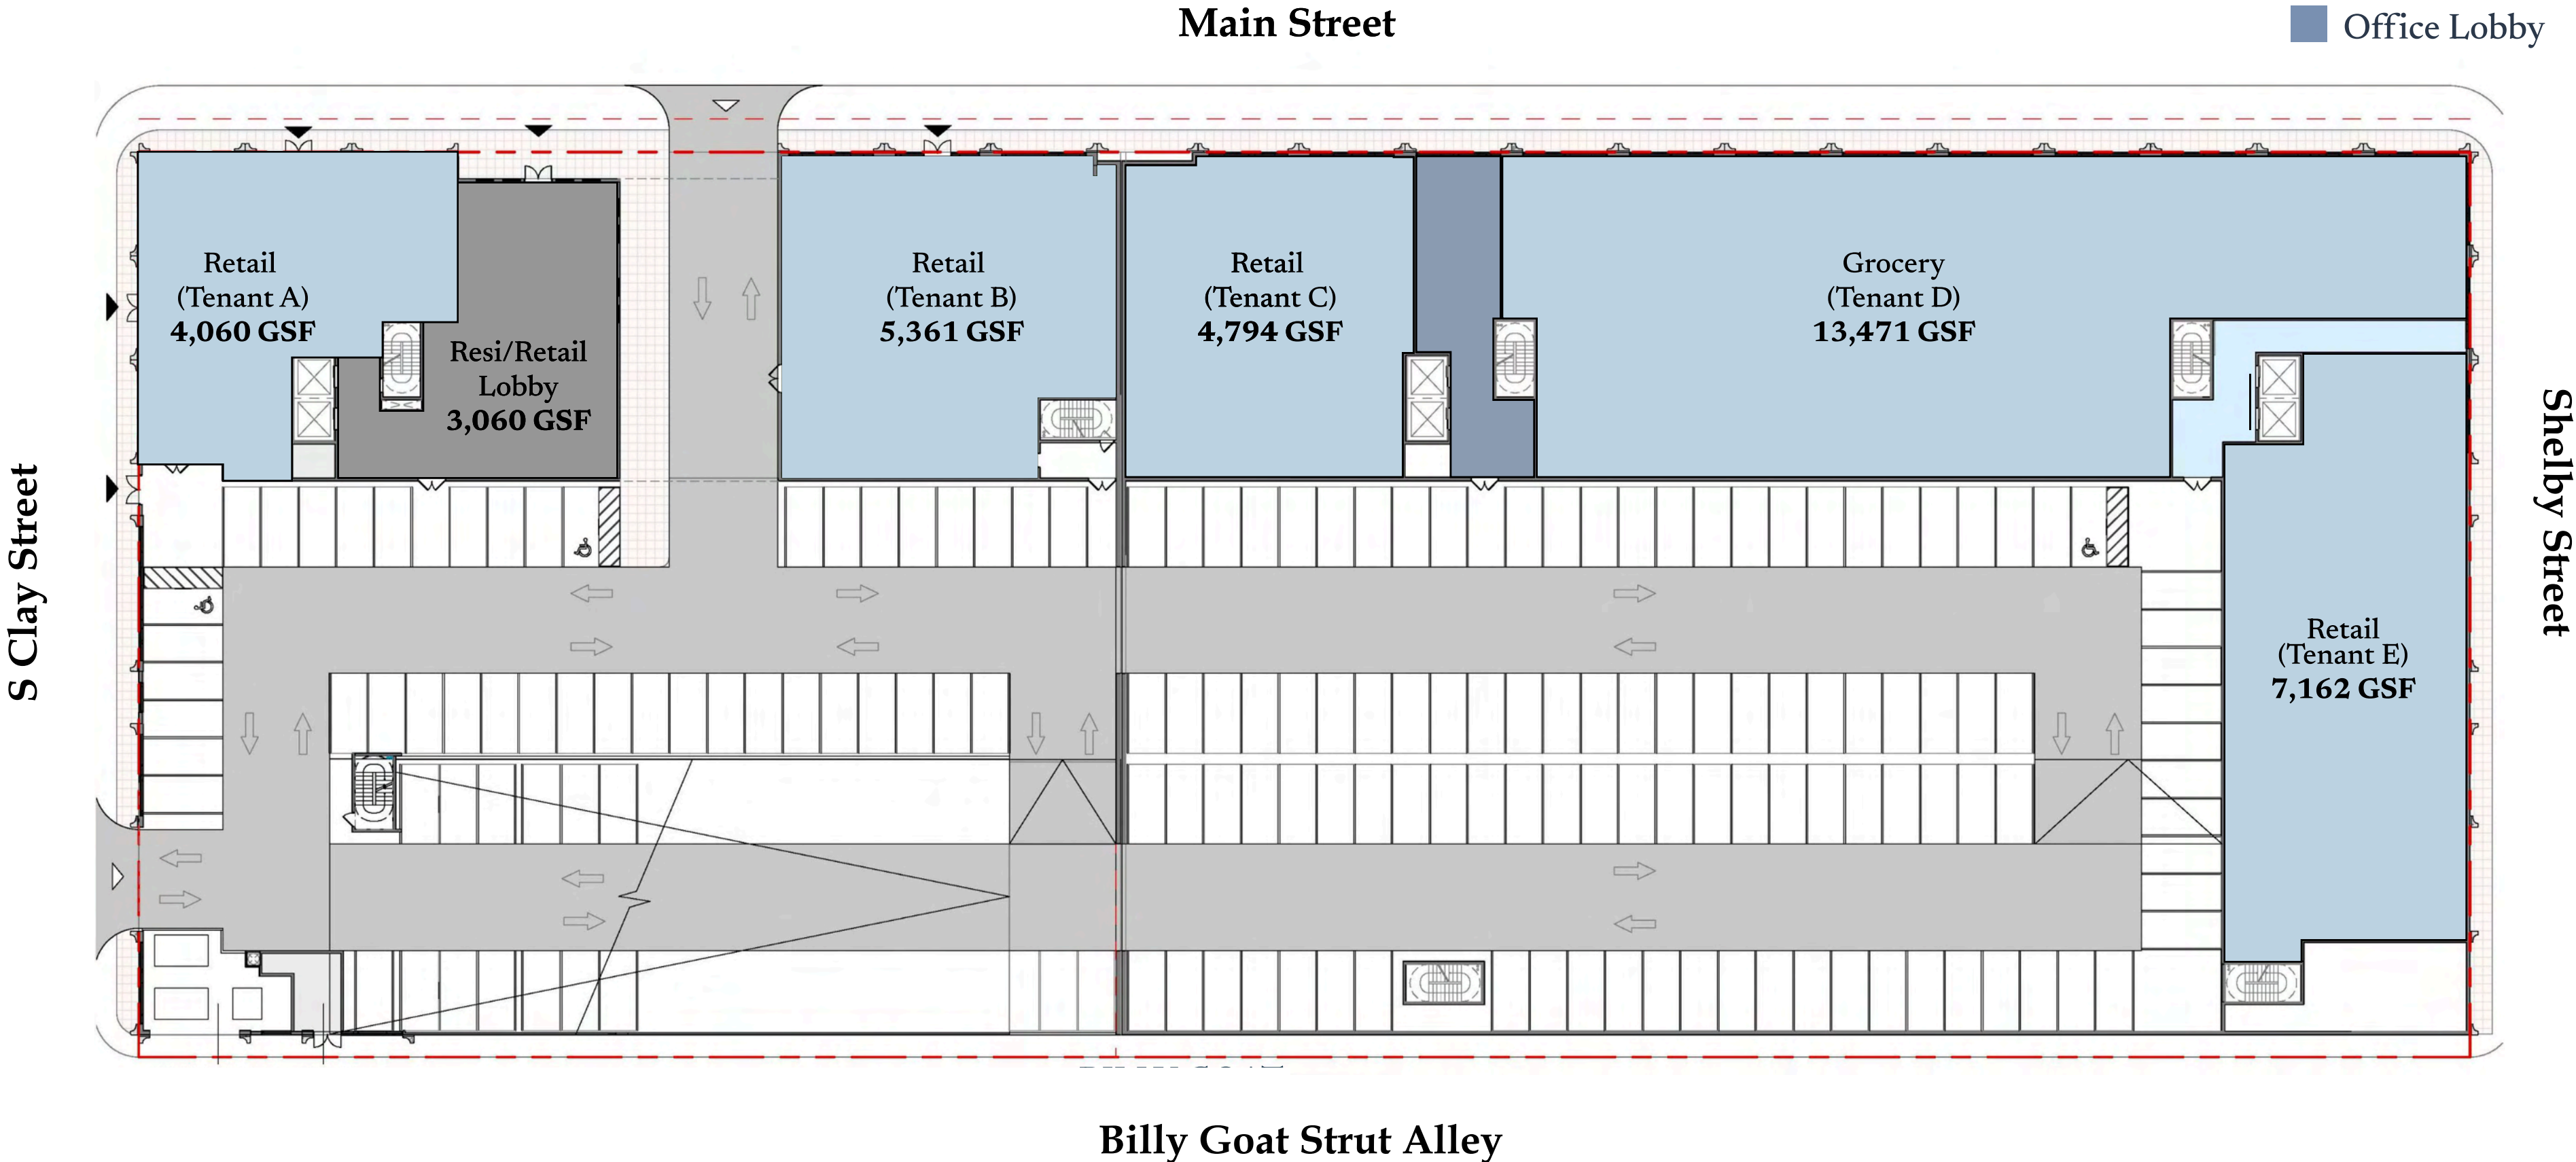 Main Street
Office Lobby
Retail
(Tenant A)
4,060 GSF
Resi/Retail
Lobby
3,060 GSF
Retail
(Tenant B)
5,361 GSF
Retail
(Tenant C)
4,794 GSF
Grocery
(Tenant D)
13,471 GSF
Retail
(Tenant E)
7,162 GSF
S Clay Street
Shelby Street
Billy Goat Strut Alley